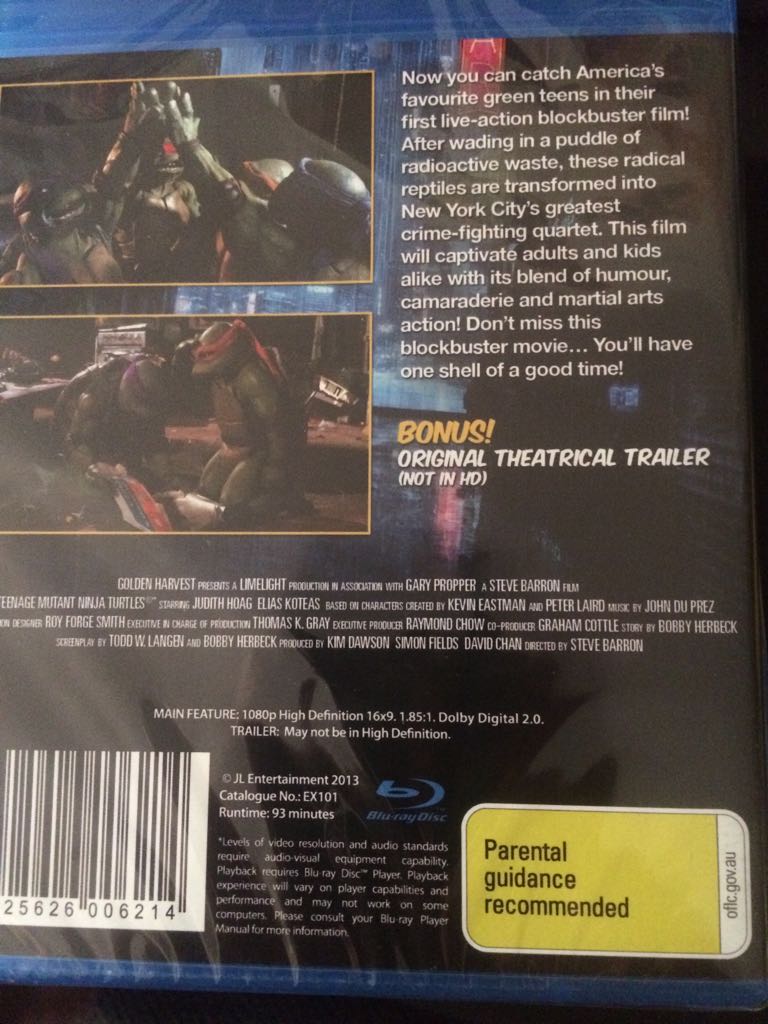 Now you can catch America's
favourite green teens in their
first live-action blockbuster film!
After wading in a puddle of
radioactive waste, these radical
reptiles are transformed into
New York City's greatest
crime-fighting quartet. This film
will captivate adults and kids
alike with its blend of humour,
camaraderie and martial arts
action! Don't miss this
blockbuster movie... You'll have
one shell of a good time!
BONUS!
ORIGINAL THEATRICAL TRAILER
(NOT IN HD)
GOLDEN HARVEST PRESENTS A LIMELIGHT PRODUCTION IN ASSOCIATION WITH GARY PROPPER A STEVE BARRON FILM
TEENAGE MUTANT NINJA TURTLES STARRING JUDITH HOAG ELIAS KOTEAS BASED ON CHARACTERS CREATED BY KEVIN EASTMAN AND PETER LAIRD MUSIC BY JOHN DU PREZ
DESIGNER ROY FORGE SMITH EXECUTIVE IN CHARGE OF PRODUCTION THOMAS K. GRAY EXECUTIVE PRODUCER RAYMOND CHOW CO-PRODUCER GRAHAM COTTLE STORY BY BOBBY HERBECK
SCREENPLAY BY TODD W. LANGEN AND BOBBY HERBECK PRODUCED BY KIM DAWSON SIMON FIELDS DAVID CHAN DIRECTED BY STEVE BARRON
MAIN FEATURE: 1080p High Definition 16x9. 1.85:1. Dolby Digital 2.0.
TRAILER: May not be in High Definition.
© JL Entertainment 2013
Catalogue No.: EX101
Runtime: 93 minutes
Blu-ray Disc
*Levels of video resolution and audio standards
require audio-visual equipment capability.
Playback requires Blu-ray Disc™ Player. Playback
experience will vary on player capabilities and
performance and may not work on some
computers. Please consult your Blu-ray Player
Manual for more information.
25626 006214
Parental
guidance
recommended
oflc.gov.au